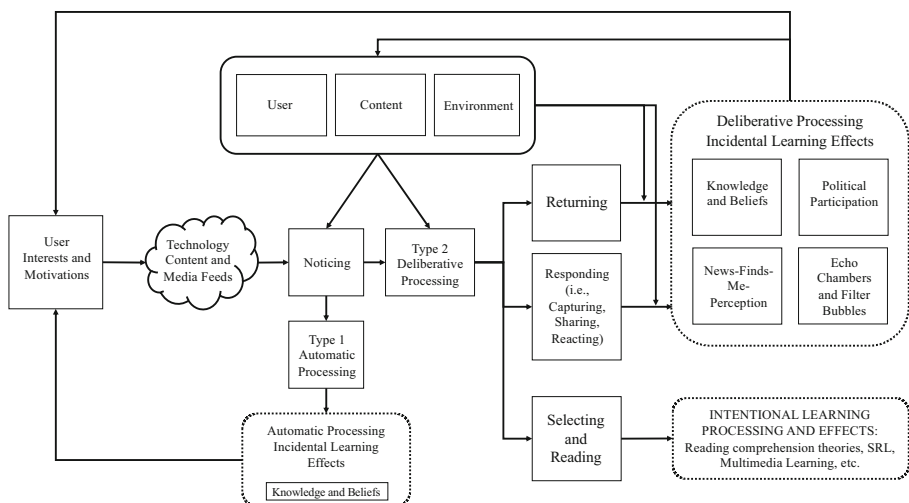 User
Content
Environment
User
Interests and
Motivations
Technology
Content and
Media Feeds
Noticing
Type 2
Deliberative
Processing
Type 1
Automatic
Processing
Automatic Processing
Incidental Learning
Effects
Knowledge and Beliefs
Returning
Responding
(i.e.,
Capturing,
Sharing,
Reacting)
Selecting
and
Reading
Deliberative Processing
Incidental Learning Effects
Knowledge
and Beliefs
Political
Participation
News-Finds-
Me-
Perception
Echo
Chambers
and Filter
Bubbles
INTENTIONAL LEARNING
PROCESSING AND EFFECTS:
Reading comprehension theories, SRL,
Multimedia Learning, etc.